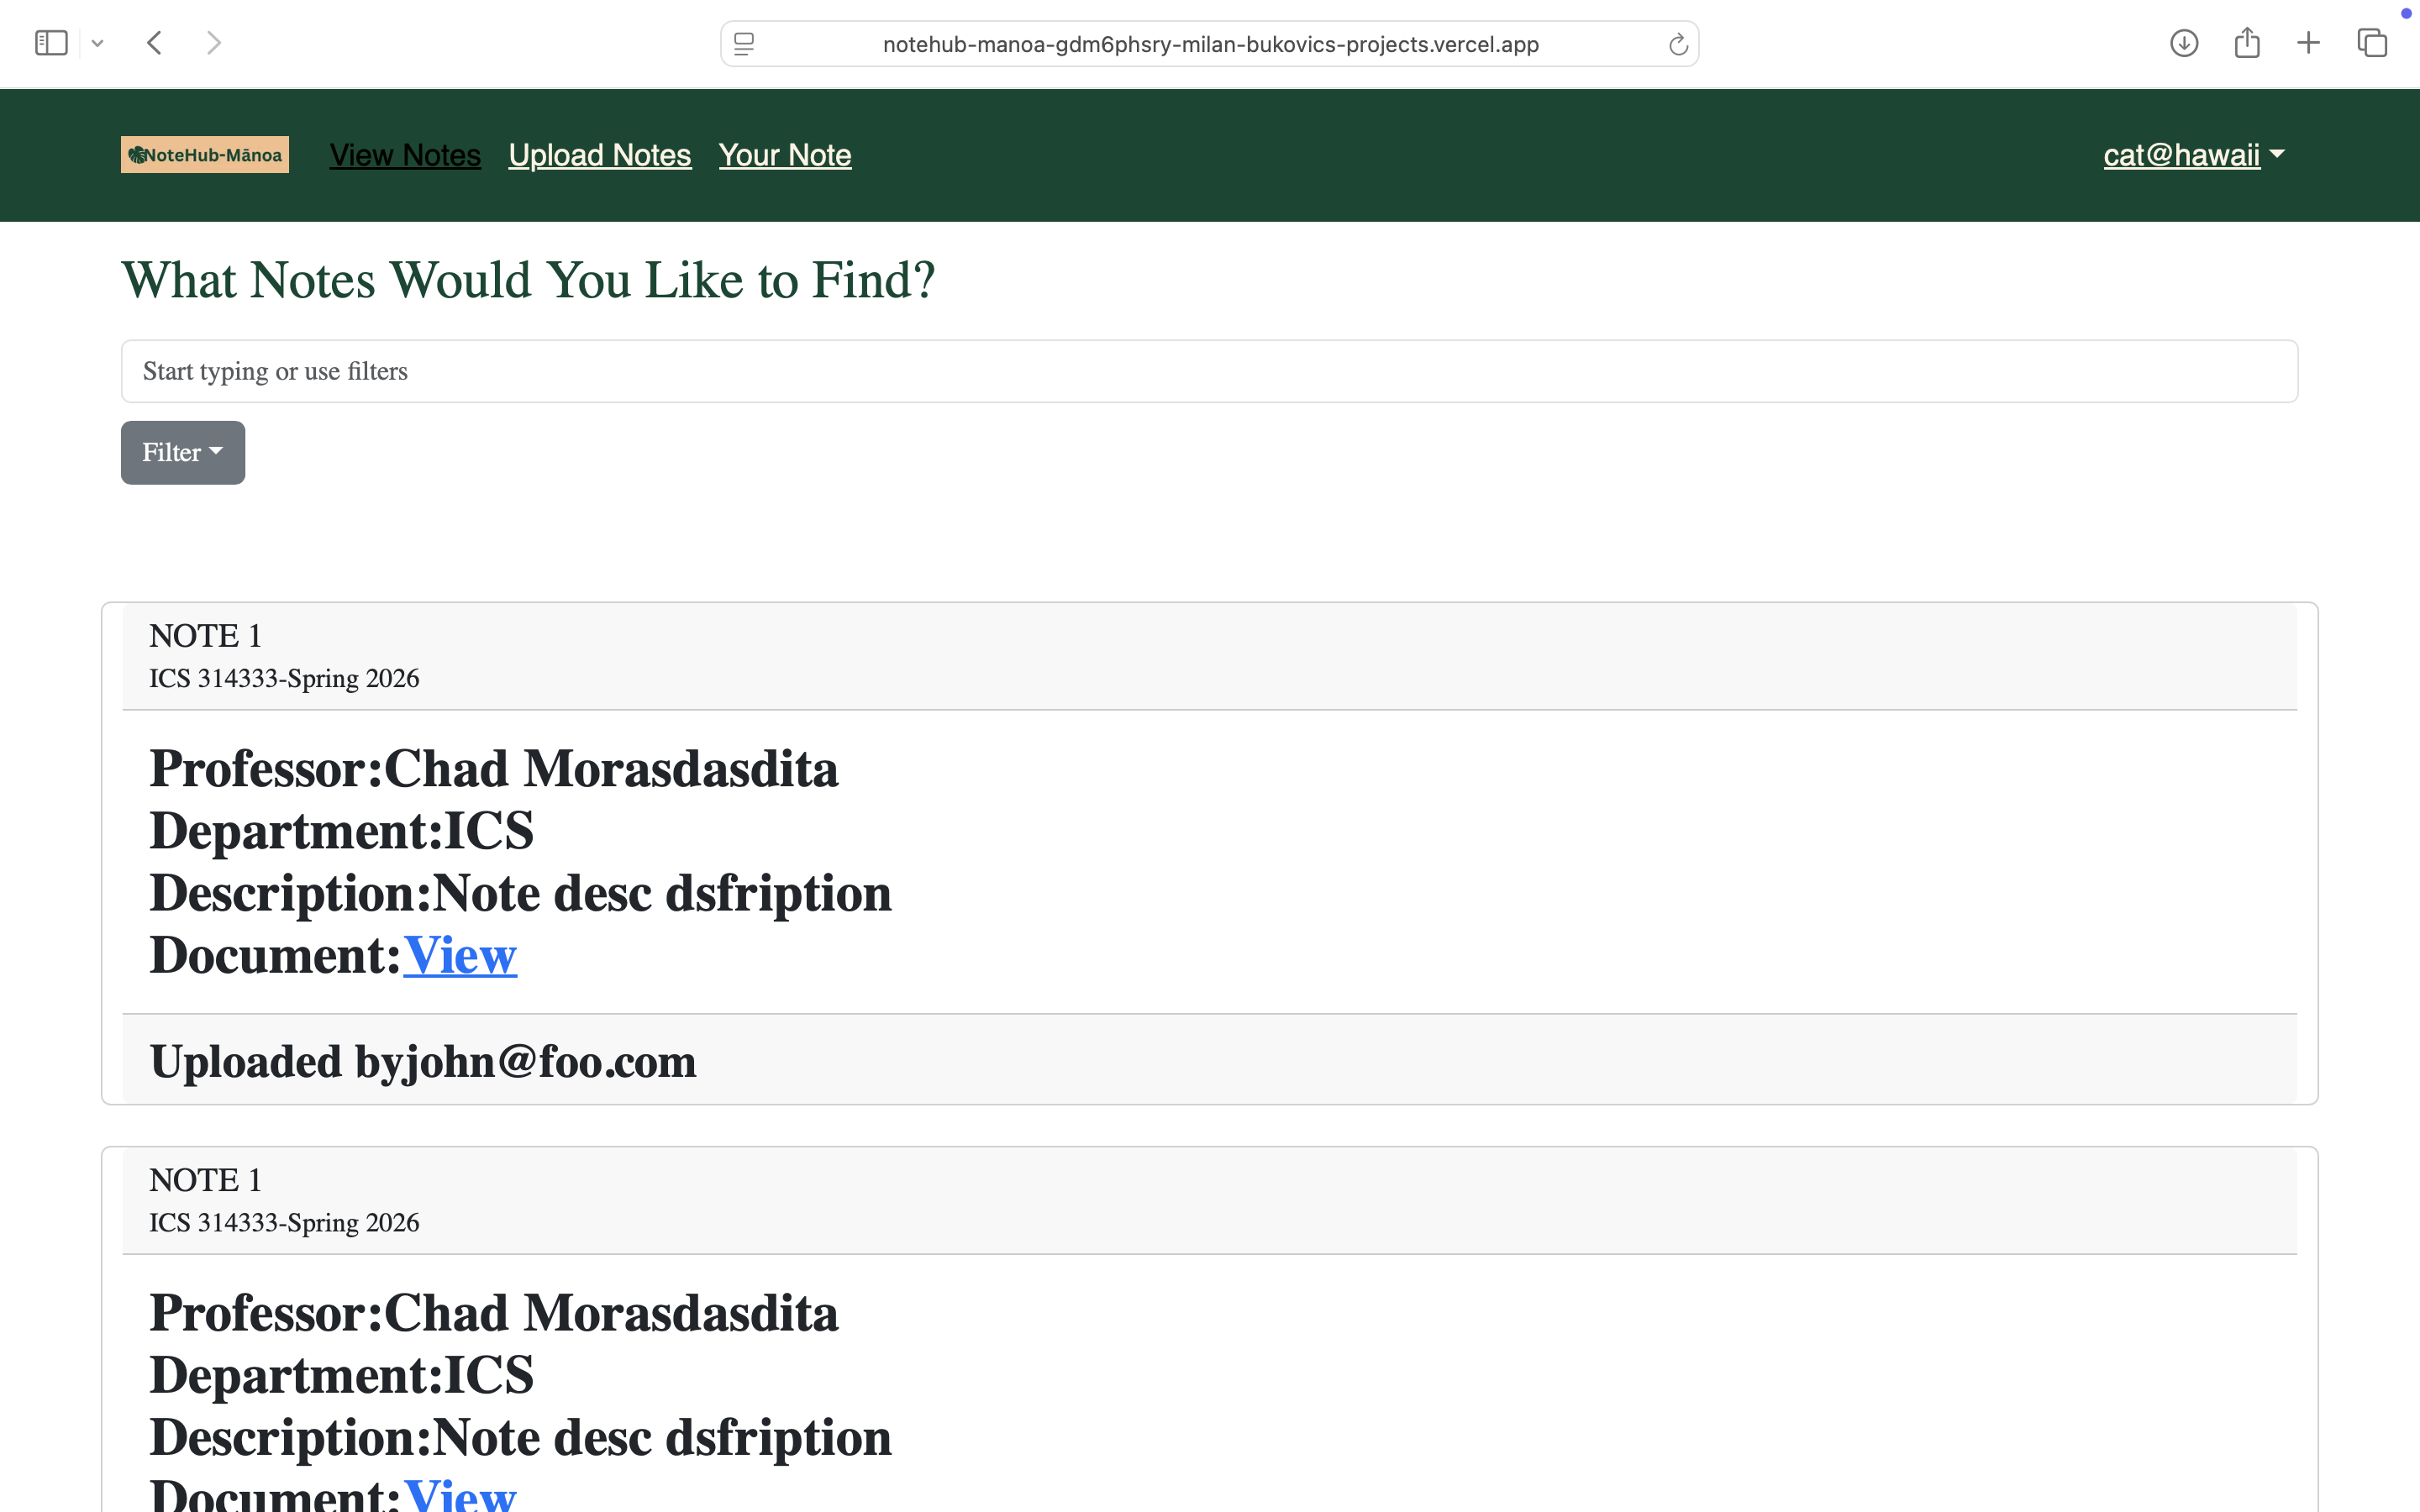 notehub-manoa-gdm6phsry-milan-bukovics-projects.vercel.app
NoteHub-Mānoa View Notes Upload Notes Your Note cat@hawaii
What Notes Would You Like to Find?
Start typing or use filters
Filter
NOTE 1
ICS 314333-Spring 2026
Professor:Chad Morasdasdita
Department:ICS
Description:Note desc dsfription
Document:View
Uploaded byjohn@foo.com
NOTE 1
ICS 314333-Spring 2026
Professor:Chad Morasdasdita
Department:ICS
Description:Note desc dsfription
Document:View